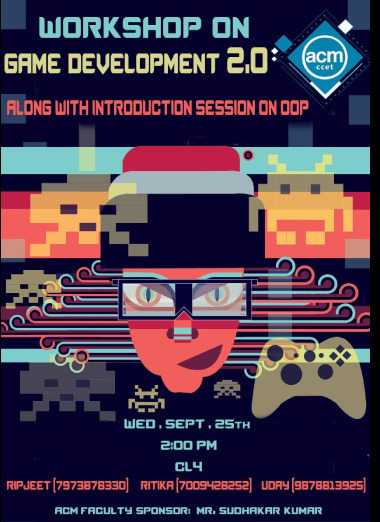 WORKSHOP ON
GAME DEVELOPMENT 2.0
acm
ccet
ALONG WITH INTRODUCTION SESSION ON OOP
WED . SEPT . 25TH
2:00 PM
CL4
RIPJEET (7973878330) RITIKA (7009428252) UDAY (9878813925)
ACM FACULTY SPONSOR: MR. SUDHAKAR KUMAR